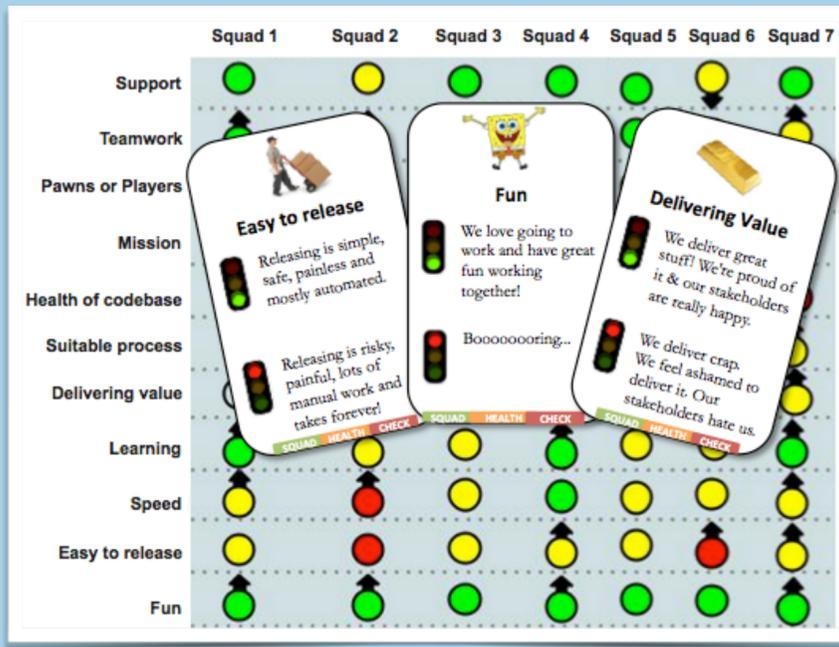 Squad 1 Squad 2 Squad 3 Squad 4 Squad 5 Squad 6 Squad 7
Support
Teamwork
Pawns or Players
Mission
Health of codebase
Suitable process
Delivering value
Learning
Speed
Easy to release
Fun
Easy to release
Releasing is simple,
safe, painless and
mostly automated.
Releasing is risky,
painful, lots of
manual work and
takes forever!
SQUAD HEALTH CHECK
Fun
We love going to
work and have great
fun working
together!
Boooooooring...
SQUAD HEALTH CHECK
Delivering Value
We deliver great
stuff! We're proud of
it & our stakeholders
are really happy.
We deliver crap.
We feel ashamed to
deliver it. Our
stakeholders hate us.
SQUAD HEALTH CHECK